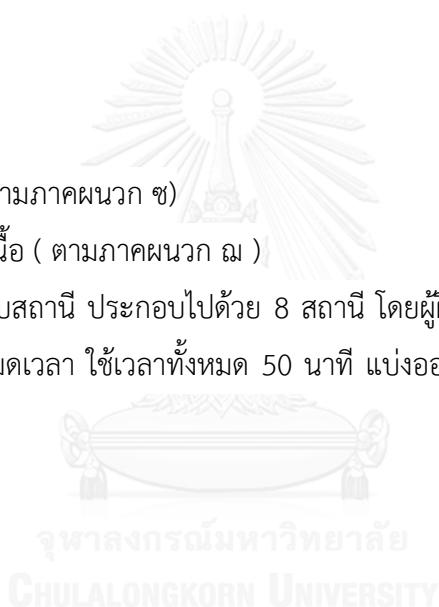 ามภาคผนวก ซ)
นื้อ ( ตามภาคผนวก ฌ )
บสถานี ประกอบไปด้วย 8 สถานี โดยผู้
มดเวลา ใช้เวลาทั้งหมด 50 นาที แบ่งออ
จุฬาลงกรณ์มหาวิทยาลัย
CHULALONGKORN UNIVERSITY